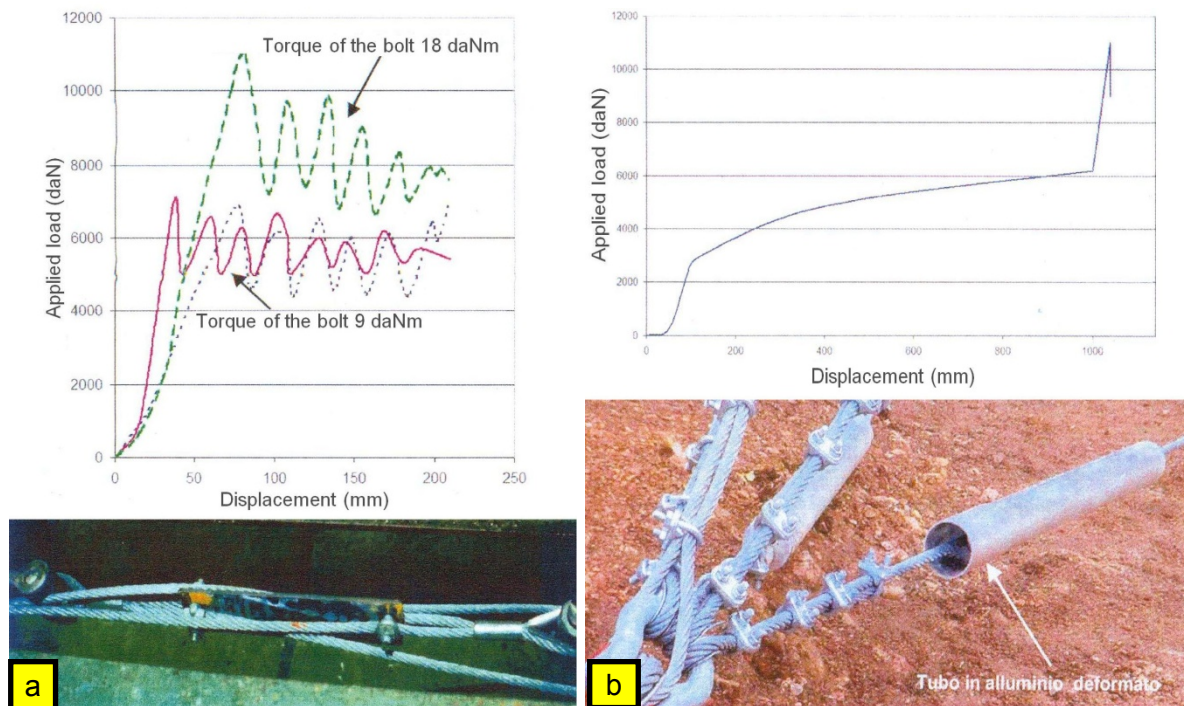 12000
10000
8000
6000
4000
2000
0
Applied load (daN)
Torque of the bolt 18 daNm
Torque of the bolt 9 daNm
0
50
100
150
200
250
Displacement (mm)
a
12000
10000
8000
6000
4000
2000
0
Applied load (daN)
0
200
400
600
800
1000
Displacement (mm)
Tubo in alluminio deformato
b